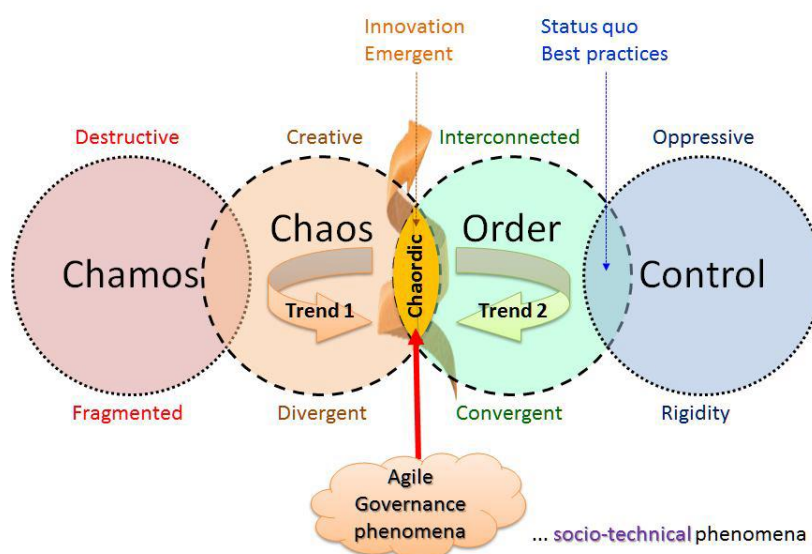 Innovation
Emergent
Status quo
Best practices
Destructive
Creative
Interconnected
Oppressive
Chamos
Chaos
Chaordic
Order
Control
Trend 1
Trend 2
Fragmented
Divergent
Convergent
Rigidity
Agile
Governance
phenomena
... socio-technical phenomena